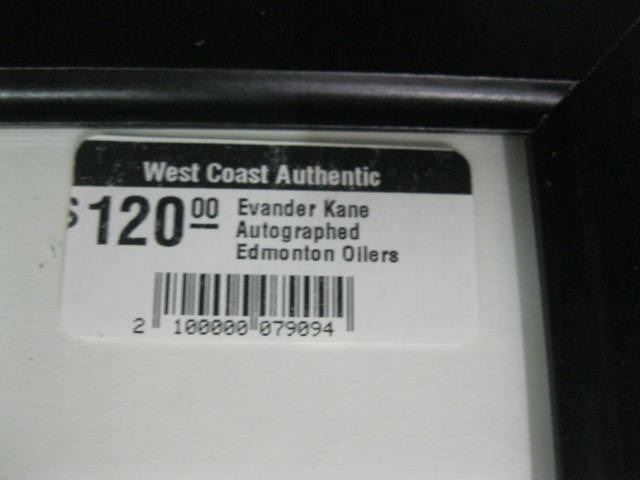 West Coast Authentic
$120 00
Evander Kane
Autographed
Edmonton Oilers
2 100000 079094